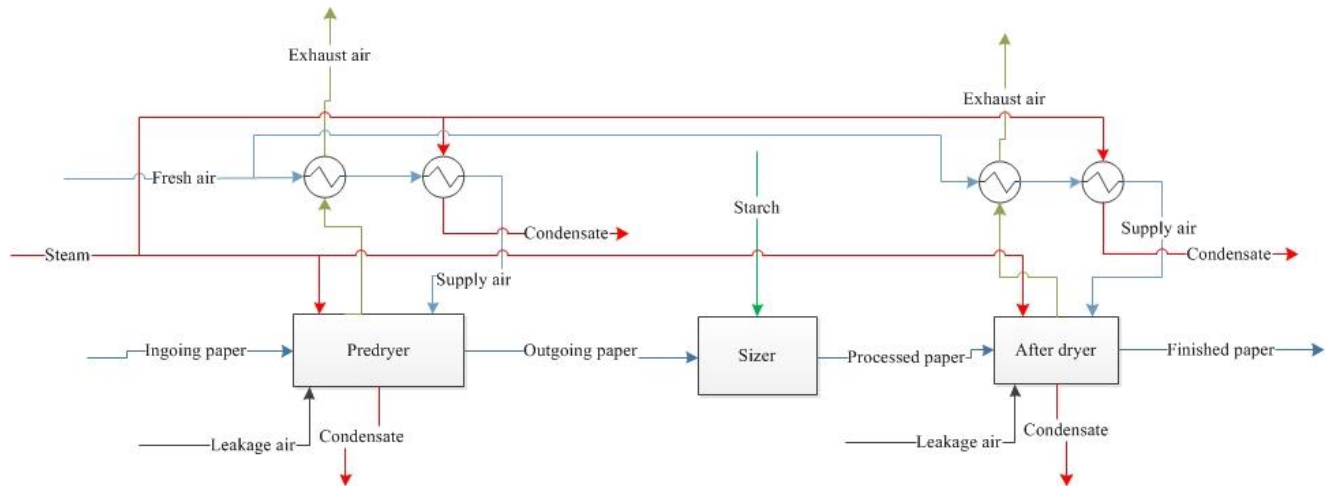 Exhaust air
Exhaust air
Fresh air
Starch
Condensate
Supply air
Steam
Condensate
Supply air
Ingoing paper
Predryer
Outgoing paper
Sizer
Processed paper
After dryer
Finished paper
Leakage air
Condensate
Leakage air
Condensate